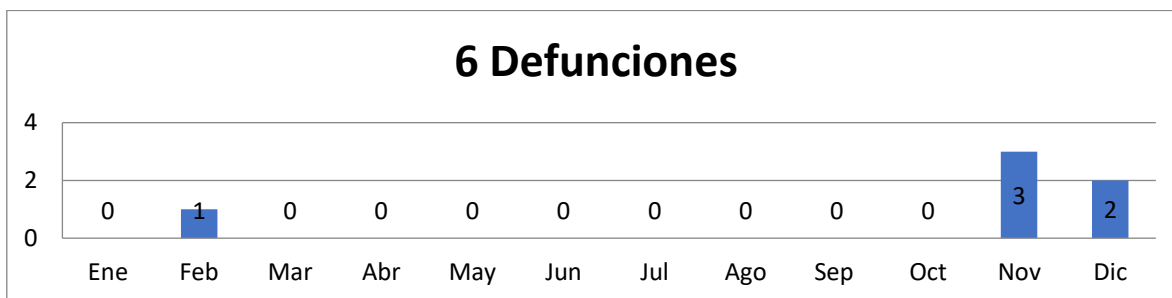 6 Defunciones
4
2
0
0 1 0 0 0 0 0 0 0 0 3 2
Ene Feb Mar Abr May Jun Jul Ago Sep Oct Nov Dic